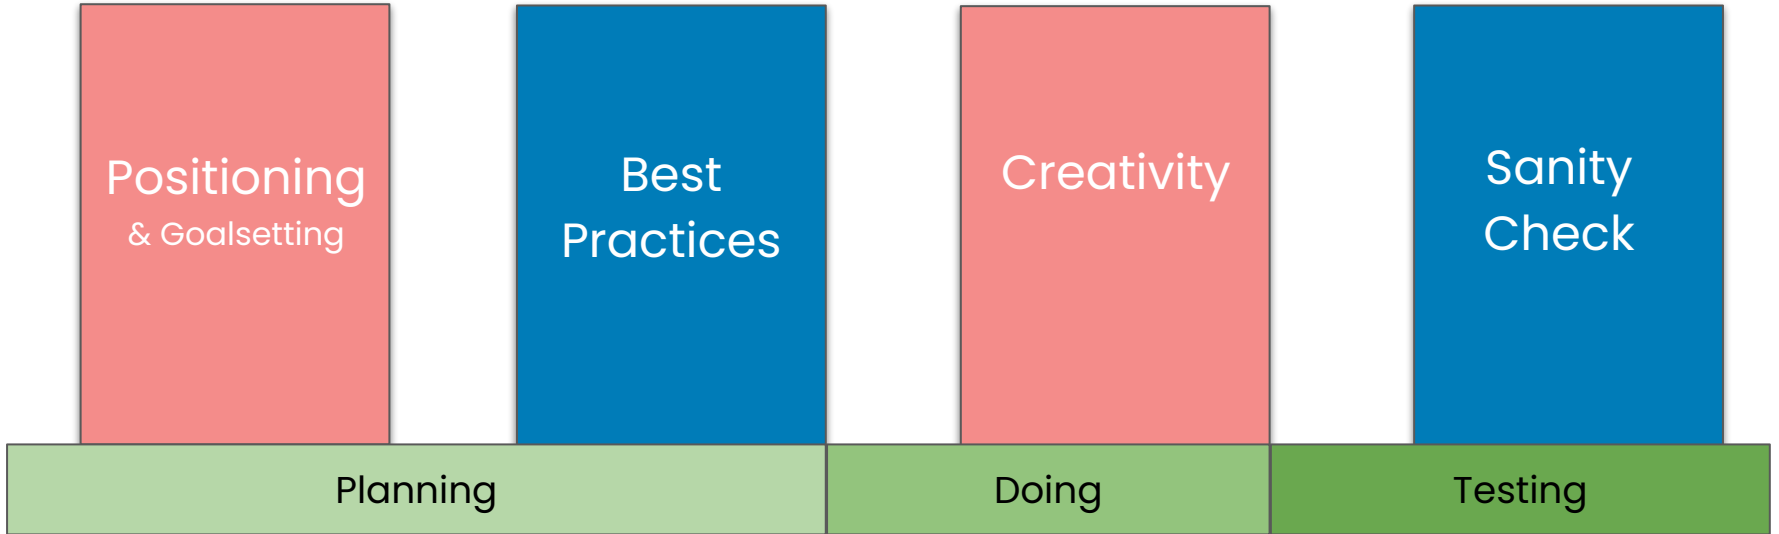 Positioning
& Goalsetting
Best
Practices
Creativity
Sanity
Check
Planning
Doing
Testing